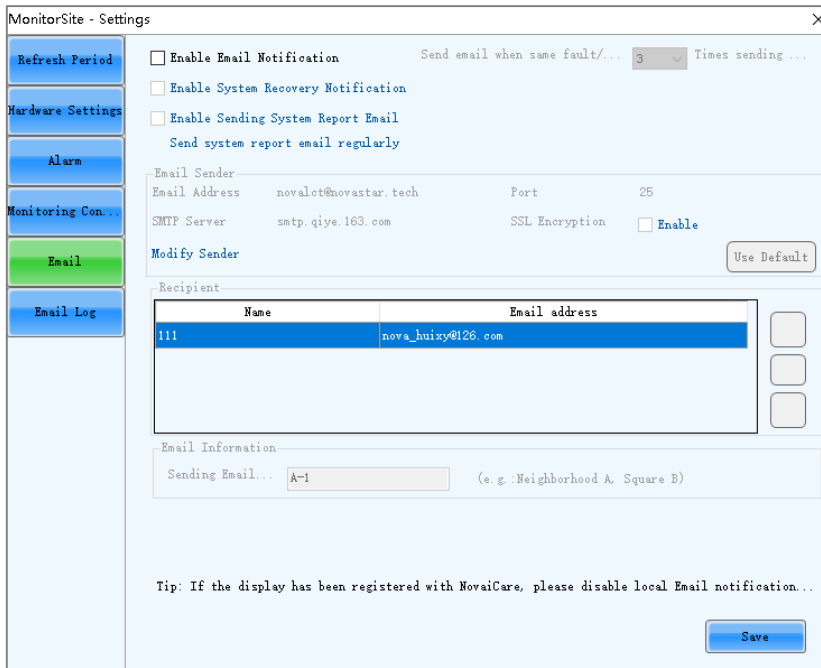 MonitorSite - Settings
Refresh Period
Hardware Settings
Alarm
Monitoring Con...
Email
Email Log
Enable Email Notification
Send email when same fault/... 3 Times sending ...
Enable System Recovery Notification
Enable Sending System Report Email
Send system report email regularly
Email Sender
Email Address novalct@novastar.tech Port 25
SMTP Server smtp.qiye.163.com SSL Encryption Enable
Modify Sender Use Default
Recipient
Name Email address
111 nova_huixy@126.com
Email Information
Sending Email... A-1 (e.g.:Neighborhood A, Square B)
Tip: If the display has been registered with NovaiCare, please disable local Email notification...
Save